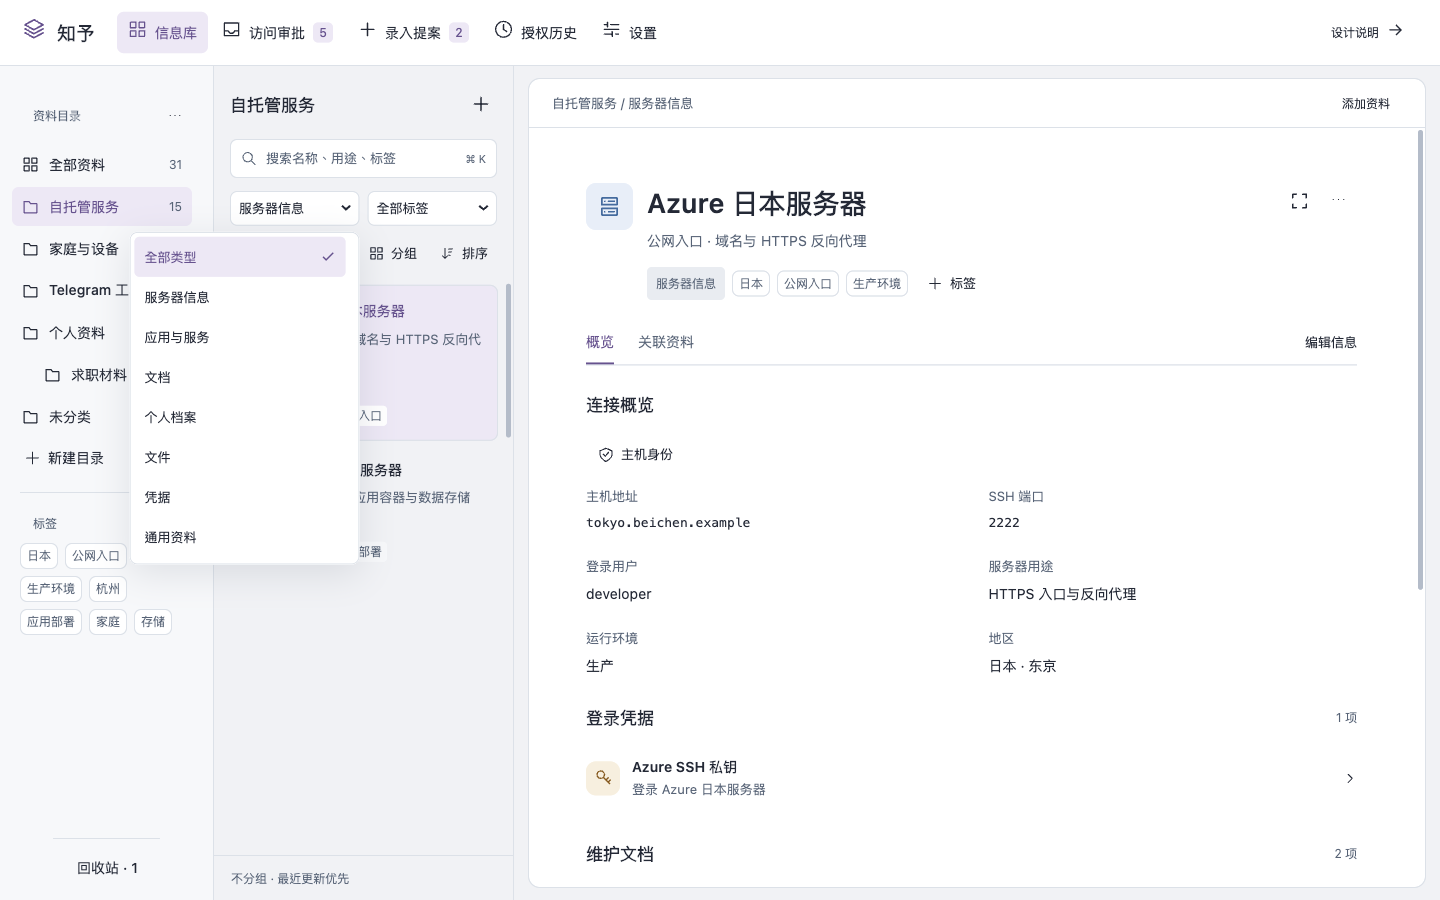 知予
信息库
访问审批 5
录入提案 2
授权历史
设置
设计说明
资料目录
全部资料 31
自托管服务 15
家庭与设备
Telegram 工
个人资料
求职材料
未分类
新建目录
标签
日本 公网入口
生产环境 杭州
应用部署 家庭 存储
回收站 · 1
自托管服务
搜索名称、用途、标签 ⌘ K
服务器信息 全部标签
分组 排序
全部类型
服务器信息
应用与服务
文档
个人档案
文件
凭据
通用资料
服务器
名与 HTTPS 反向代
入口
服务器
应用容器与数据存储
部署
不分组 · 最近更新优先
自托管服务 / 服务器信息
添加资料
Azure 日本服务器
公网入口 · 域名与 HTTPS 反向代理
服务器信息 日本 公网入口 生产环境 标签
概览 关联资料
编辑信息
连接概览
主机身份
主机地址 SSH 端口
tokyo.beichen.example 2222
登录用户 服务器用途
developer HTTPS 入口与反向代理
运行环境 地区
生产 日本 · 东京
登录凭据 1 项
Azure SSH 私钥
登录 Azure 日本服务器
维护文档 2 项